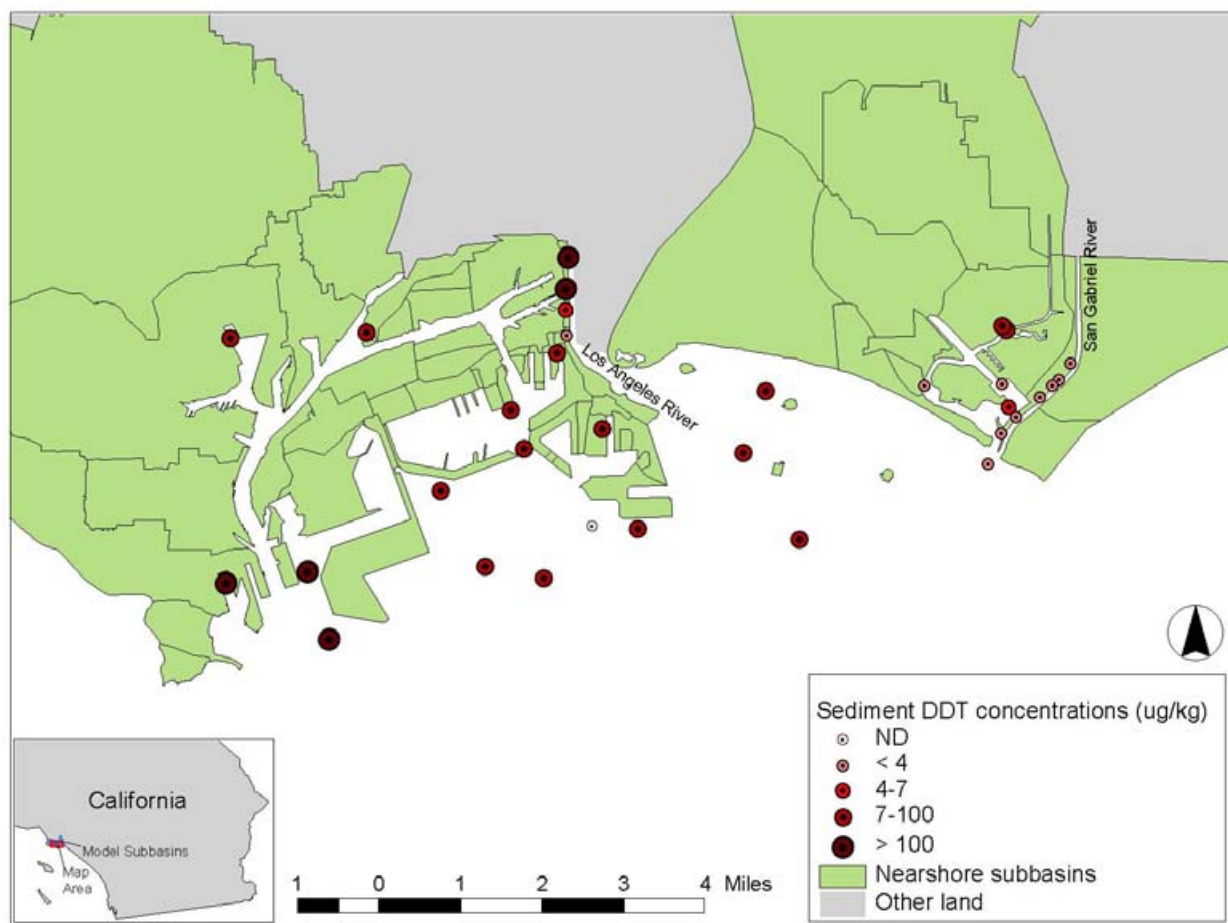 San Gabriel River
Los Angeles River
Sediment DDT concentrations (ug/kg)
ND
< 4
4-7
7-100
> 100
Nearshore subbasins
Other land
California
Model Subbasins
Map
Area
1 0 1 2 3 4 Miles